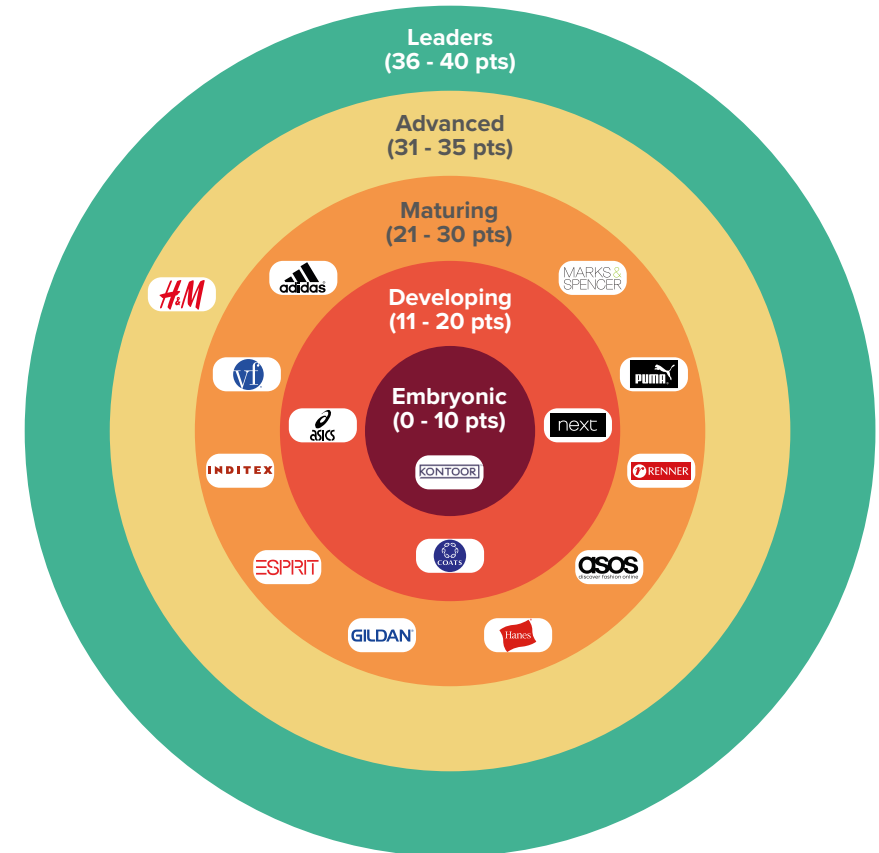 Leaders
(36 - 40 pts)
Advanced
(31 - 35 pts)
Maturing
(21 - 30 pts)
adidas
MARKS&
SPENCER
H&M
Developing
(11 - 20 pts)
vf
PUMA
Embryonic
(0 - 10 pts)
asics
next
INDITEX
KONTOOR
RENNER
COATS
ESPRIT
asos
discover fashion online
GILDAN
Hanes